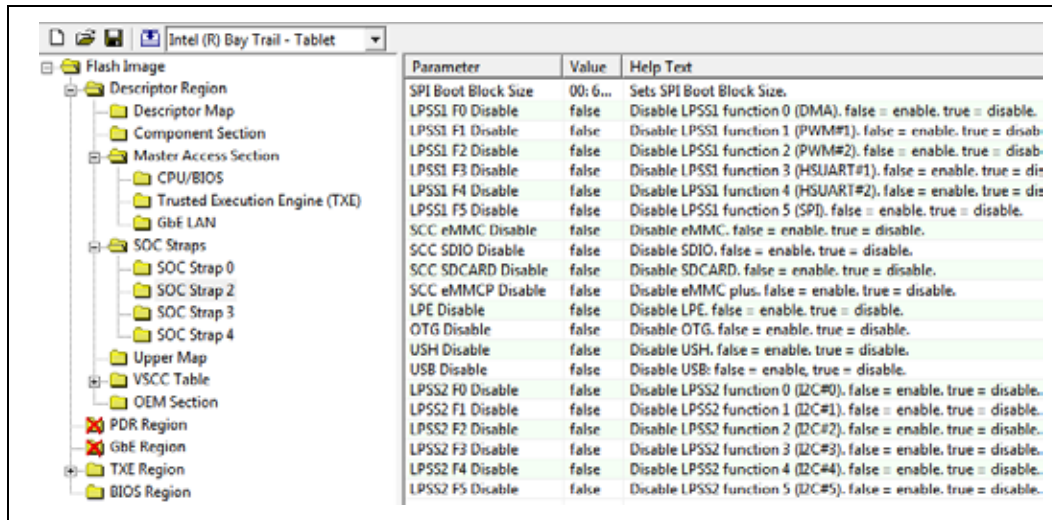 Intel (R) Bay Trail - Tablet
Flash Image
Descriptor Region
Descriptor Map
Component Section
Master Access Section
CPU/BIOS
Trusted Execution Engine (TXE)
GbE LAN
SOC Straps
SOC Strap 0
SOC Strap 2
SOC Strap 3
SOC Strap 4
Upper Map
VSCC Table
OEM Section
PDR Region
GbE Region
TXE Region
BIOS Region
Parameter Value Help Text
SPI Boot Block Size 00: 6... Sets SPI Boot Block Size.
LPSS1 F0 Disable false Disable LPSS1 function 0 (DMA). false = enable. true = disable.
LPSS1 F1 Disable false Disable LPSS1 function 1 (PWM#1). false = enable. true = disab
LPSS1 F2 Disable false Disable LPSS1 function 2 (PWM#2). false = enable. true = disab
LPSS1 F3 Disable false Disable LPSS1 function 3 (HSUART#1). false = enable. true = dis
LPSS1 F4 Disable false Disable LPSS1 function 4 (HSUART#2). false = enable. true = dis
LPSS1 F5 Disable false Disable LPSS1 function 5 (SPI). false = enable. true = disable.
SCC eMMC Disable false Disable eMMC. false = enable. true = disable.
SCC SDIO Disable false Disable SDIO. false = enable. true = disable.
SCC SDCARD Disable false Disable SDCARD. false = enable. true = disable.
SCC eMMCP Disable false Disable eMMC plus. false = enable. true = disable.
LPE Disable false Disable LPE. false = enable. true = disable.
OTG Disable false Disable OTG. false = enable. true = disable.
USH Disable false Disable USH. false = enable. true = disable.
USB Disable false Disable USB: false = enable, true = disable.
LPSS2 F0 Disable false Disable LPSS2 function 0 (I2C#0). false = enable. true = disable..
LPSS2 F1 Disable false Disable LPSS2 function 1 (I2C#1). false = enable. true = disable..
LPSS2 F2 Disable false Disable LPSS2 function 2 (I2C#2). false = enable. true = disable..
LPSS2 F3 Disable false Disable LPSS2 function 3 (I2C#3). false = enable. true = disable..
LPSS2 F4 Disable false Disable LPSS2 function 4 (I2C#4). false = enable. true = disable..
LPSS2 F5 Disable false Disable LPSS2 function 5 (I2C#5). false = enable. true = disable..